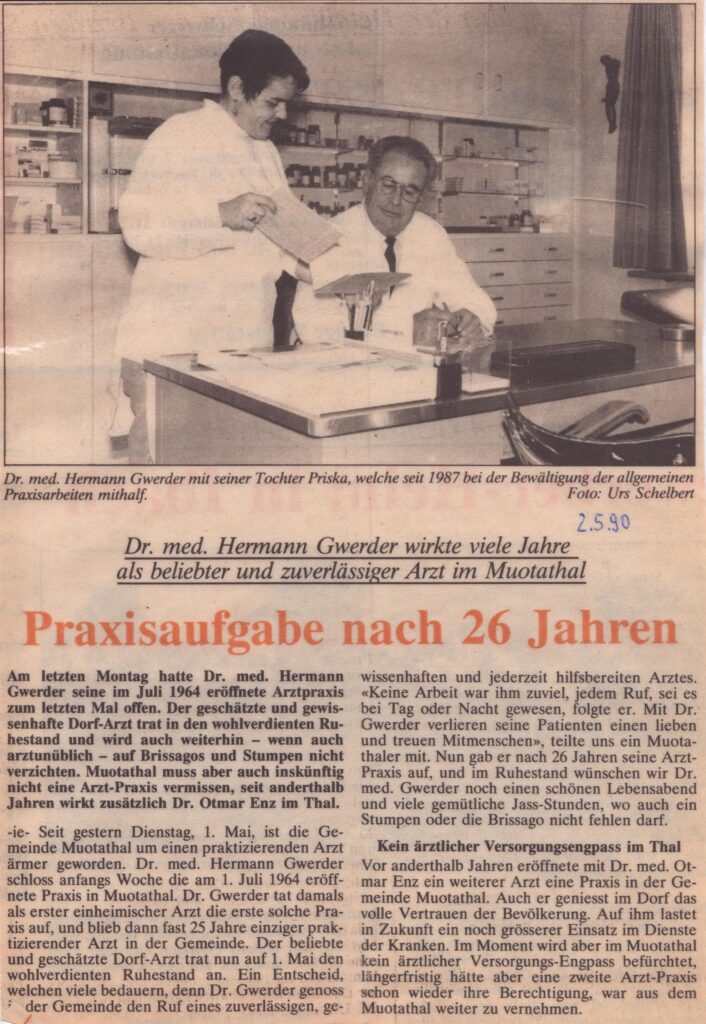 Dr. med. Hermann Gwerder mit seiner Tochter Priska, welche seit 1987 bei der Bewältigung der allgemeinen
Praxisarbeiten mithalf. Foto: Urs Schelbert
2.5.90
Dr. med. Hermann Gwerder wirkte viele Jahre
als beliebter und zuverlässiger Arzt im Muotathal
Praxisaufgabe nach 26 Jahren
Am letzten Montag hatte Dr. med. Hermann
Gwerder seine im Juli 1964 eröffnete Arztpraxis
zum letzten Mal offen. Der geschätzte und gewis-
senhafte Dorf-Arzt trat in den wohlverdienten Ru-
hestand und wird auch weiterhin – wenn auch
arztunüblich – auf Brissagos und Stumpen nicht
verzichten. Muotathal muss aber auch inskünftig
nicht eine Arzt-Praxis vermissen, seit anderthalb
Jahren wirkt zusätzlich Dr. Otmar Enz im Thal.
-ie- Seit gestern Dienstag, 1. Mai, ist die Ge-
meinde Muotathal um einen praktizierenden Arzt
ärmer geworden. Dr. med. Hermann Gwerder
schloss anfangs Woche die am 1. Juli 1964 eröff-
nete Praxis in Muotathal. Dr. Gwerder tat damals
als erster einheimischer Arzt die erste solche Pra-
xis auf, und blieb dann fast 25 Jahre einziger prak-
tizierender Arzt in der Gemeinde. Der beliebte
und geschätzte Dorf-Arzt trat nun auf 1. Mai den
wohlverdienten Ruhestand an. Ein Entscheid,
welchen viele bedauern, denn Dr. Gwerder genoss
der Gemeinde den Ruf eines zuverlässigen, ge-
wissenhaften und jederzeit hilfsbereiten Arztes.
«Keine Arbeit war ihm zuviel, jedem Ruf, sei es
bei Tag oder Nacht gewesen, folgte er. Mit Dr.
Gwerder verlieren seine Patienten einen lieben
und treuen Mitmenschen», teilte uns ein Muota-
thaler mit. Nun gab er nach 26 Jahren seine Arzt-
Praxis auf, und im Ruhestand wünschen wir Dr.
med. Gwerder noch einen schönen Lebensabend
und viele gemütliche Jass-Stunden, wo auch ein
Stumpen oder die Brissago nicht fehlen darf.
Kein ärztlicher Versorgungsengpass im Thal
Vor anderthalb Jahren eröffnete mit Dr. med. Ot-
mar Enz ein weiterer Arzt eine Praxis in der Ge-
meinde Muotathal. Auch er geniesst im Dorf das
volle Vertrauen der Bevölkerung. Auf ihm lastet
in Zukunft ein noch grösserer Einsatz im Dienste
der Kranken. Im Moment wird aber im Muotathal
kein ärztlicher Versorgungs-Engpass befürchtet,
längerfristig hätte aber eine zweite Arzt-Praxis
schon wieder ihre Berechtigung, war aus dem
Muotathal weiter zu vernehmen.